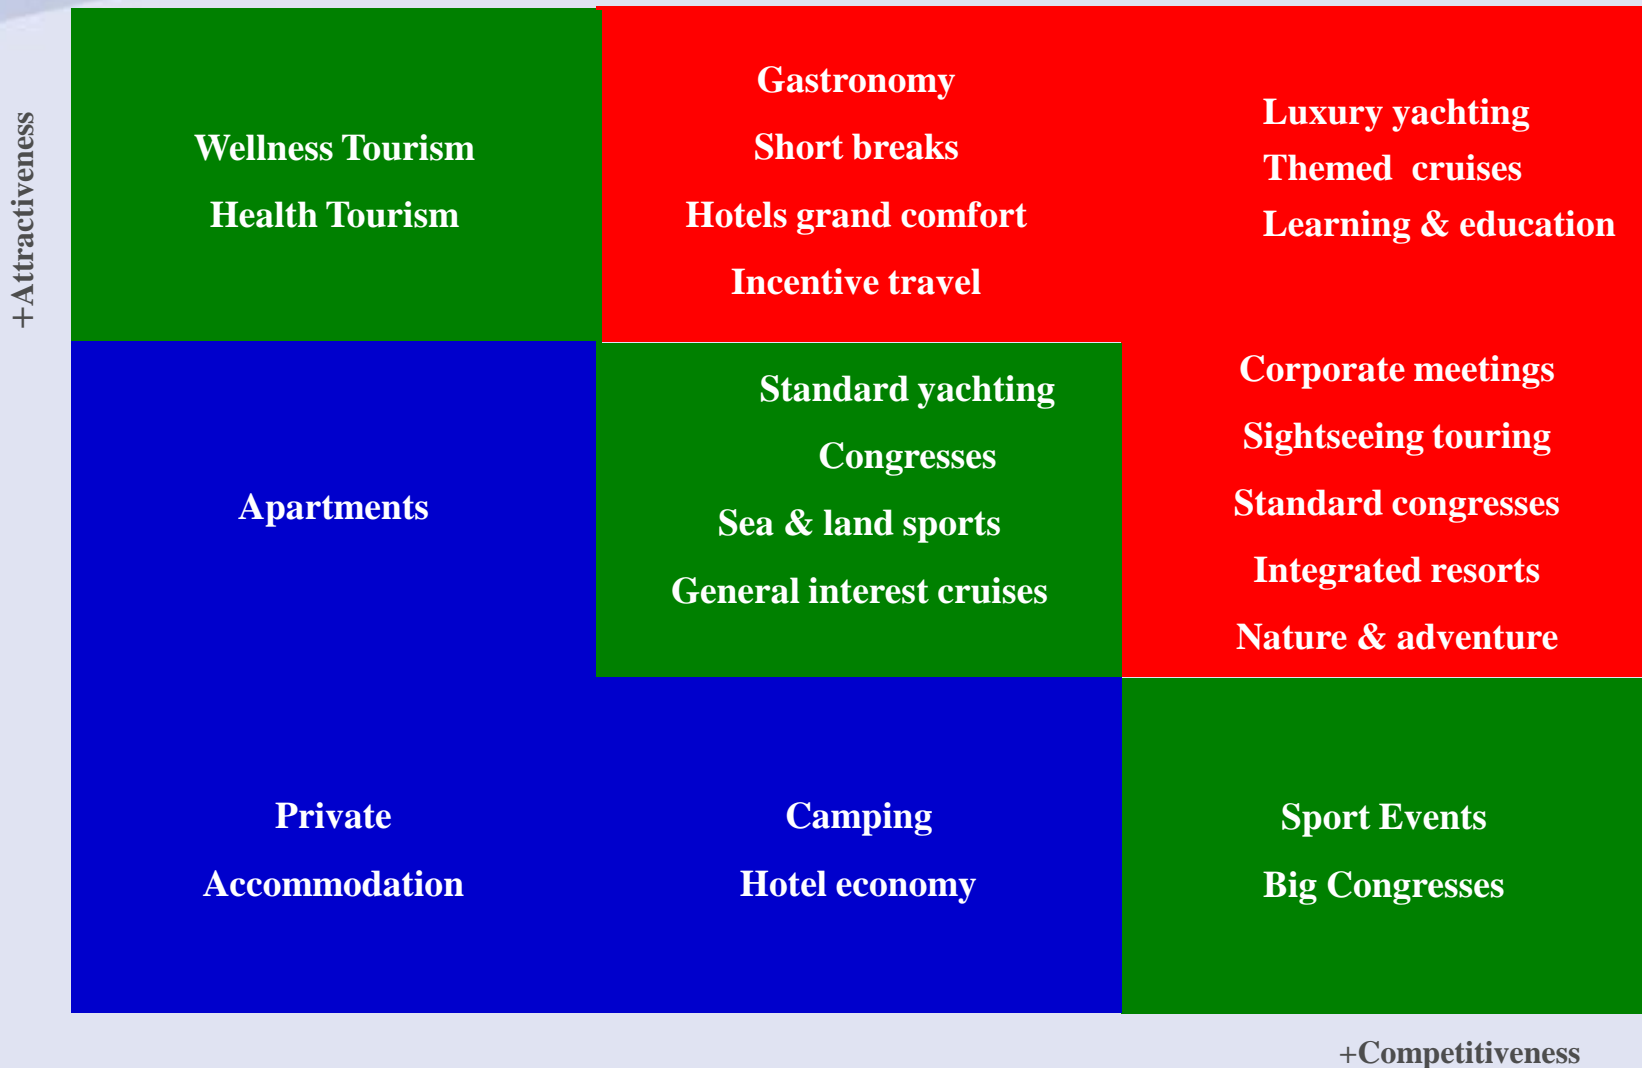 +Attractiveness
Wellness Tourism
Health Tourism
Gastronomy
Short breaks
Hotels grand comfort
Incentive travel
Luxury yachting
Themed cruises
Learning & education
Apartments
Standard yachting
Congresses
Sea & land sports
General interest cruises
Corporate meetings
Sightseeing touring
Standard congresses
Integrated resorts
Nature & adventure
Private
Accommodation
Camping
Hotel economy
Sport Events
Big Congresses
+Competitiveness